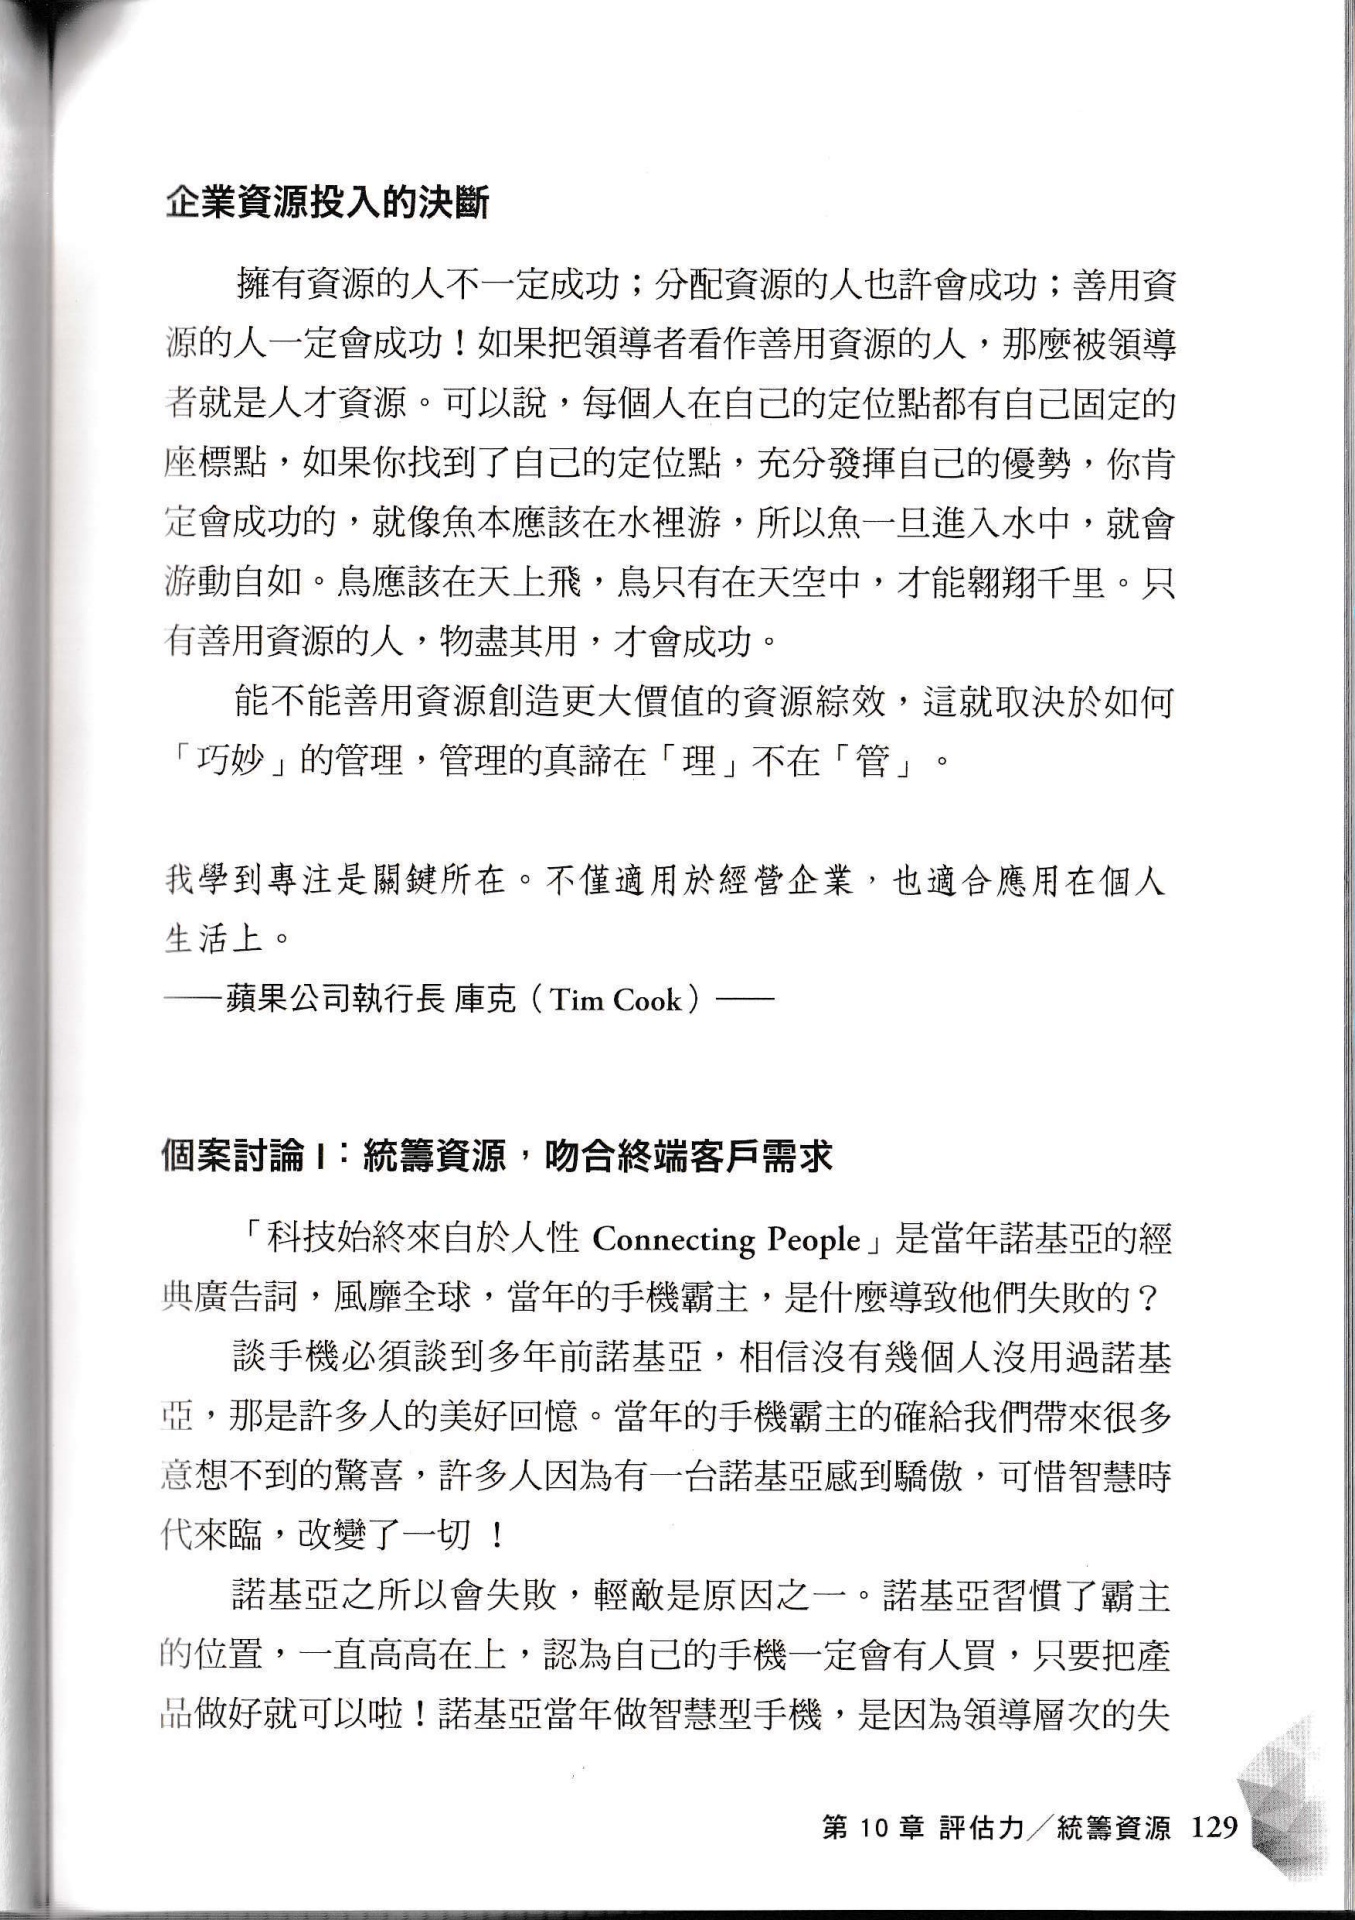 企業資源投入的決斷
擁有資源的人不一定成功；分配資源的人也許會成功；善用資
源的人一定會成功！如果把領導者看作善用資源的人，那麼被領導
者就是人才資源。可以說，每個人在自己的定位點都有自己固定的
座標點，如果你找到了自己的定位點，充分發揮自己的優勢，你肯
定會成功的，就像魚本應該在水裡游，所以魚一旦進入水中，就會
游動自如。鳥應該在天上飛，鳥只有在天空中，才能翱翔千里。只
有善用資源的人，物盡其用，才會成功。
能不能善用資源創造更大價值的資源綜效，這就取決於如何
「巧妙」的管理，管理的真諦在「理」不在「管」。
我學到專注是關鍵所在。不僅適用於經營企業，也適合應用在個人
生活上。
——蘋果公司執行長 庫克（Tim Cook）——
個案討論 I：統籌資源，吻合終端客戶需求
「科技始終來自於人性 Connecting People」是當年諾基亞的經
典廣告詞，風靡全球，當年的手機霸主，是什麼導致他們失敗的？
談手機必須談到多年前諾基亞，相信沒有幾個人沒用過諾基
亞，那是許多人的美好回憶。當年的手機霸主的確給我們帶來很多
意想不到的驚喜，許多人因為有一台諾基亞感到驕傲，可惜智慧時
代來臨，改變了一切 ！
諾基亞之所以會失敗，輕敵是原因之一。諾基亞習慣了霸主
的位置，一直高高在上，認為自己的手機一定會有人買，只要把產
品做好就可以啦！諾基亞當年做智慧型手機，是因為領導層次的失
第 10 章 評估力／統籌資源 129